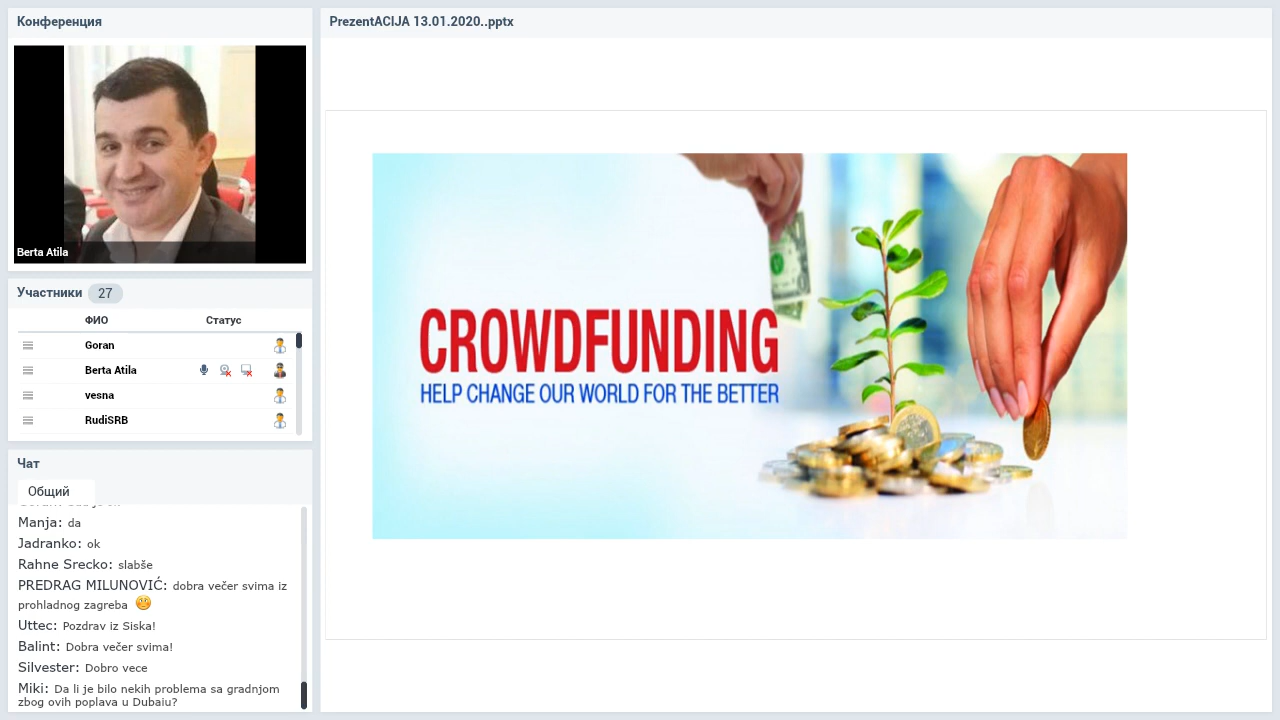 Конференция
Berta Atila
Участники 27
ФИО Статус
Goran
Berta Atila
vesna
RudiSRB
Чат
Общий
Manja: da
Jadranko: ok
Rahne Srecko: slabše
PREDRAG MILUNOVIĆ: dobra večer svima iz
prohladnog zagreba
Uttec: Pozdrav iz Siska!
Balint: Dobra večer svima!
Silvester: Dobro vece
Miki: Da li je bilo nekih problema sa gradnjom
zbog ovih poplava u Dubaiu?
PrezentACIJA 13.01.2020..pptx
CROWDFUNDING
HELP CHANGE OUR WORLD FOR THE BETTER